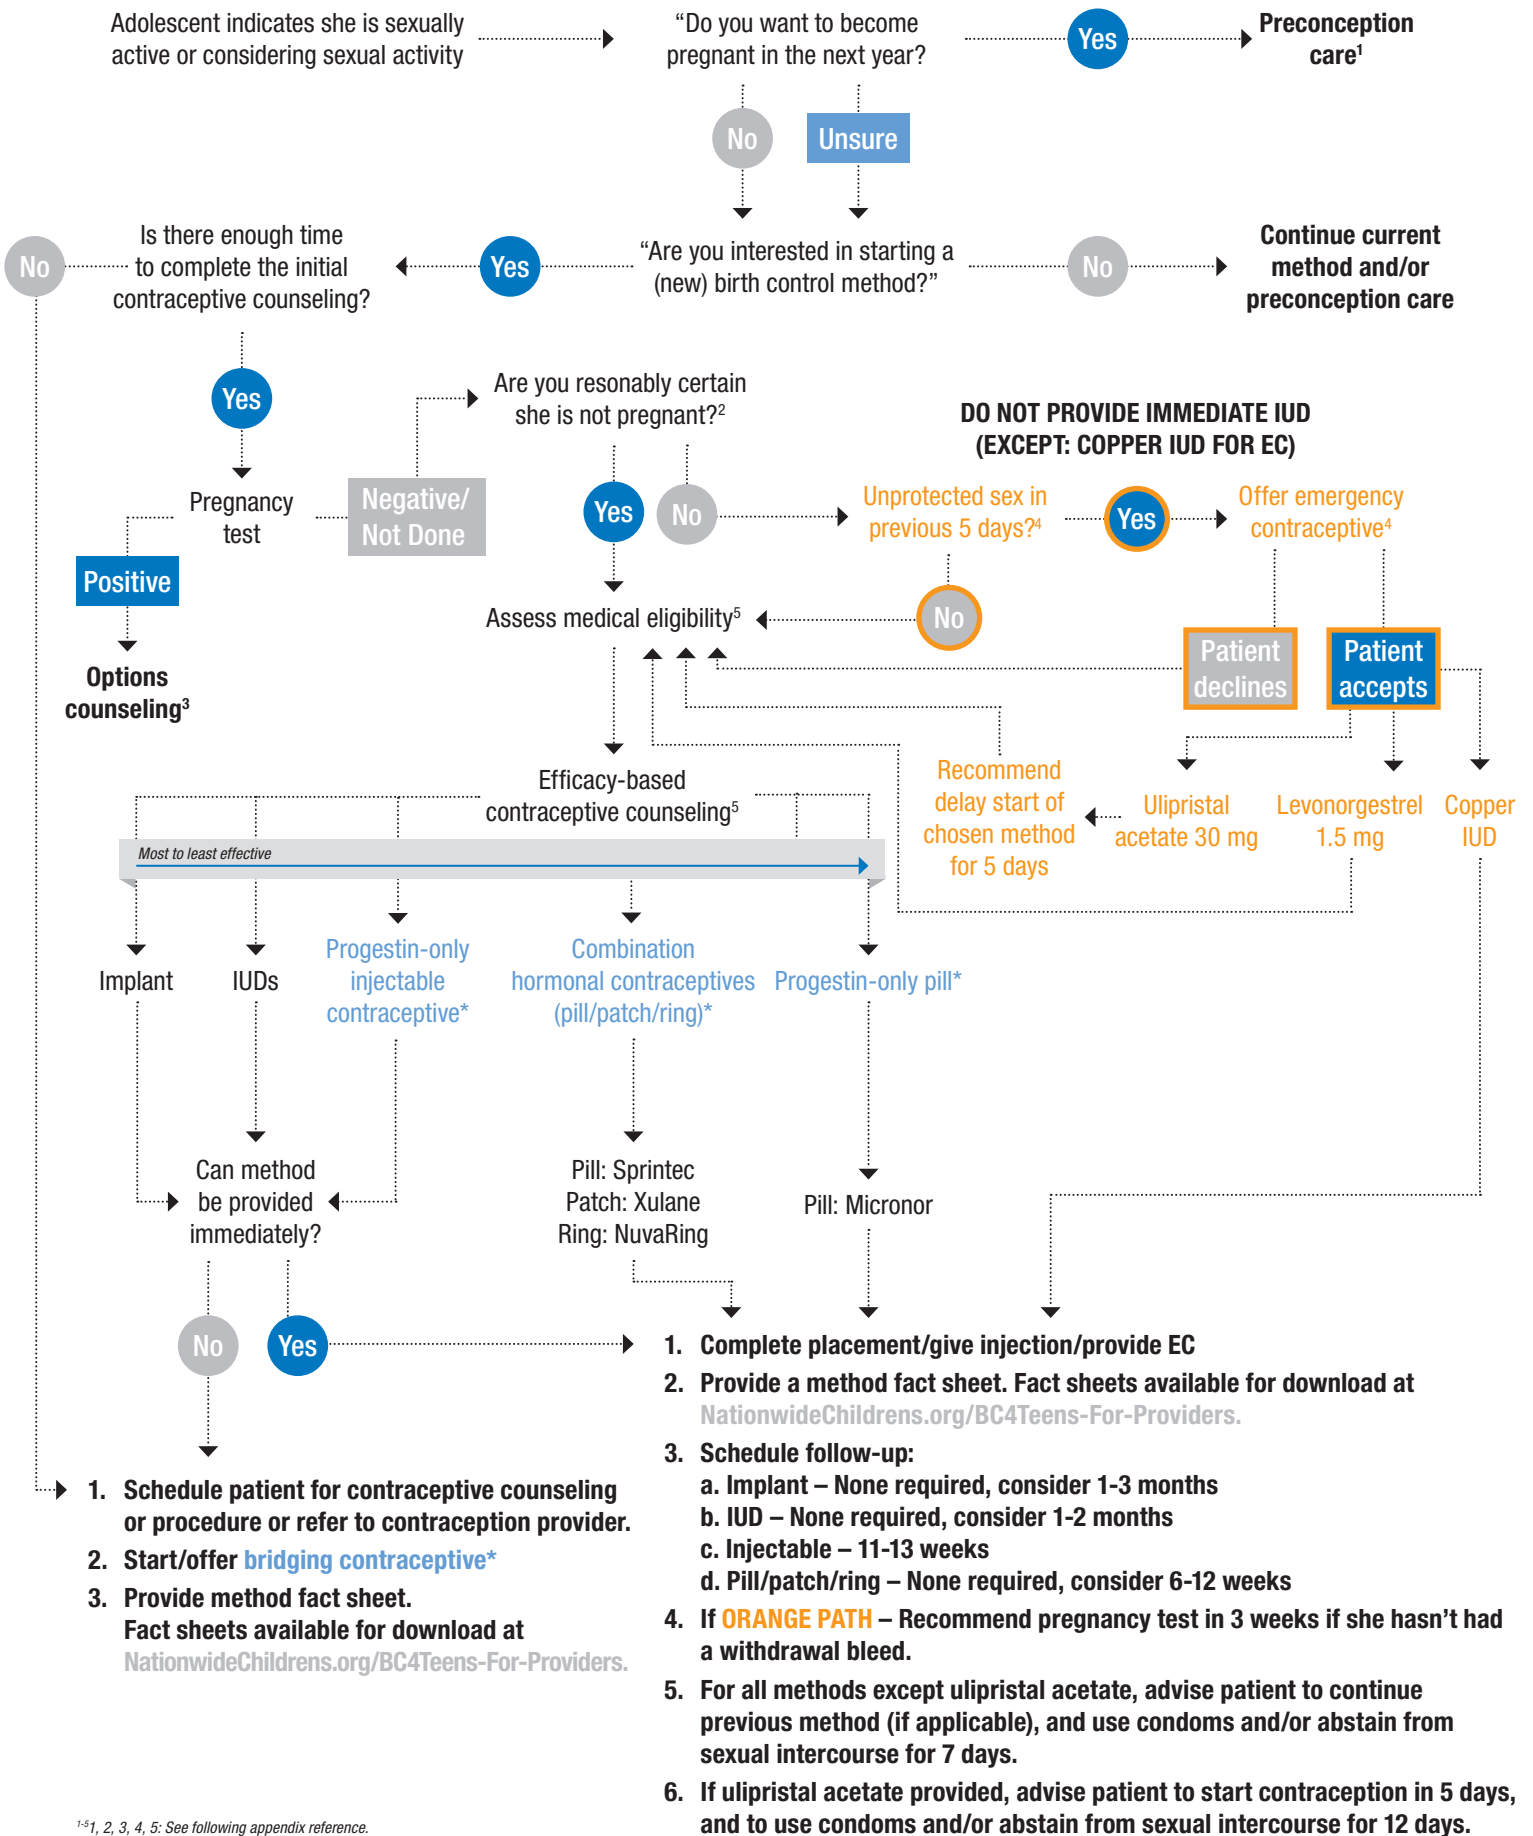 Adolescent indicates she is sexually
active or considering sexual activity
“Do you want to become
pregnant in the next year?
Yes
Preconception
care1
No
Unsure
No
Is there enough time
to complete the initial
contraceptive counseling?
Yes
“Are you interested in starting a
(new) birth control method?”
No
Continue current
method and/or
preconception care
Yes
Are you resonably certain
she is not pregnant?2
DO NOT PROVIDE IMMEDIATE IUD
(EXCEPT: COPPER IUD FOR EC)
Pregnancy
test
Negative/
Not Done
Yes
No
Unprotected sex in
previous 5 days?4
Yes
Offer emergency
contraceptive4
Positive
Options
counseling3
Assess medical eligibility5
No
Patient
declines
Patient
accepts
Efficacy-based
contraceptive counseling5
Recommend
delay start of
chosen method
for 5 days
Ulipristal
acetate 30 mg
Levonorgestrel
1.5 mg
Copper
IUD
Most to least effective
Implant
IUDs
Progestin-only
injectable
contraceptive*
Combination
hormonal contraceptives
(pill/patch/ring)*
Progestin-only pill*
Can method
be provided
immediately?
Pill: Sprintec
Patch: Xulane
Ring: NuvaRing
Pill: Micronor
No
Yes
1. Schedule patient for contraceptive counseling
or procedure or refer to contraception provider.
2. Start/offer bridging contraceptive*
3. Provide method fact sheet.
Fact sheets available for download at
NationwideChildrens.org/BC4Teens-For-Providers.
1. Complete placement/give injection/provide EC
2. Provide a method fact sheet. Fact sheets available for download at
NationwideChildrens.org/BC4Teens-For-Providers.
3. Schedule follow-up:
a. Implant – None required, consider 1-3 months
b. IUD – None required, consider 1-2 months
c. Injectable – 11-13 weeks
d. Pill/patch/ring – None required, consider 6-12 weeks
4. If ORANGE PATH – Recommend pregnancy test in 3 weeks if she hasn’t had
a withdrawal bleed.
5. For all methods except ulipristal acetate, advise patient to continue
previous method (if applicable), and use condoms and/or abstain from
sexual intercourse for 7 days.
6. If ulipristal acetate provided, advise patient to start contraception in 5 days,
and to use condoms and/or abstain from sexual intercourse for 12 days.
1-51, 2, 3, 4, 5: See following appendix reference.